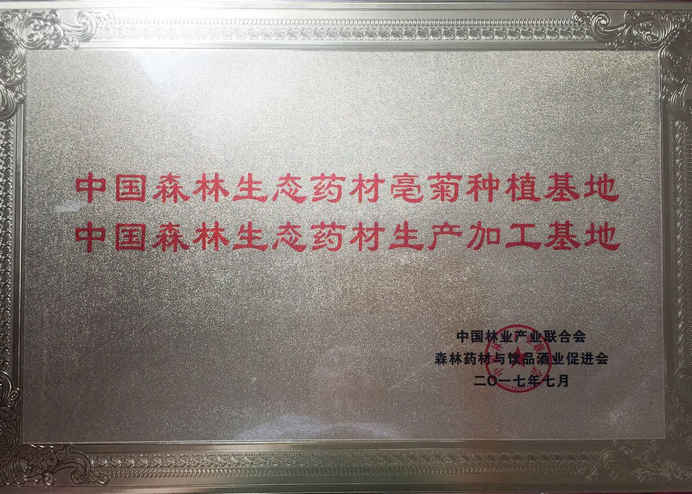 中国森林生态药材亳菊种植基地
中国森林生态药材生产加工基地
中国林业产业联合会
森林药材与饮品酒业促进会
二〇一七年七月